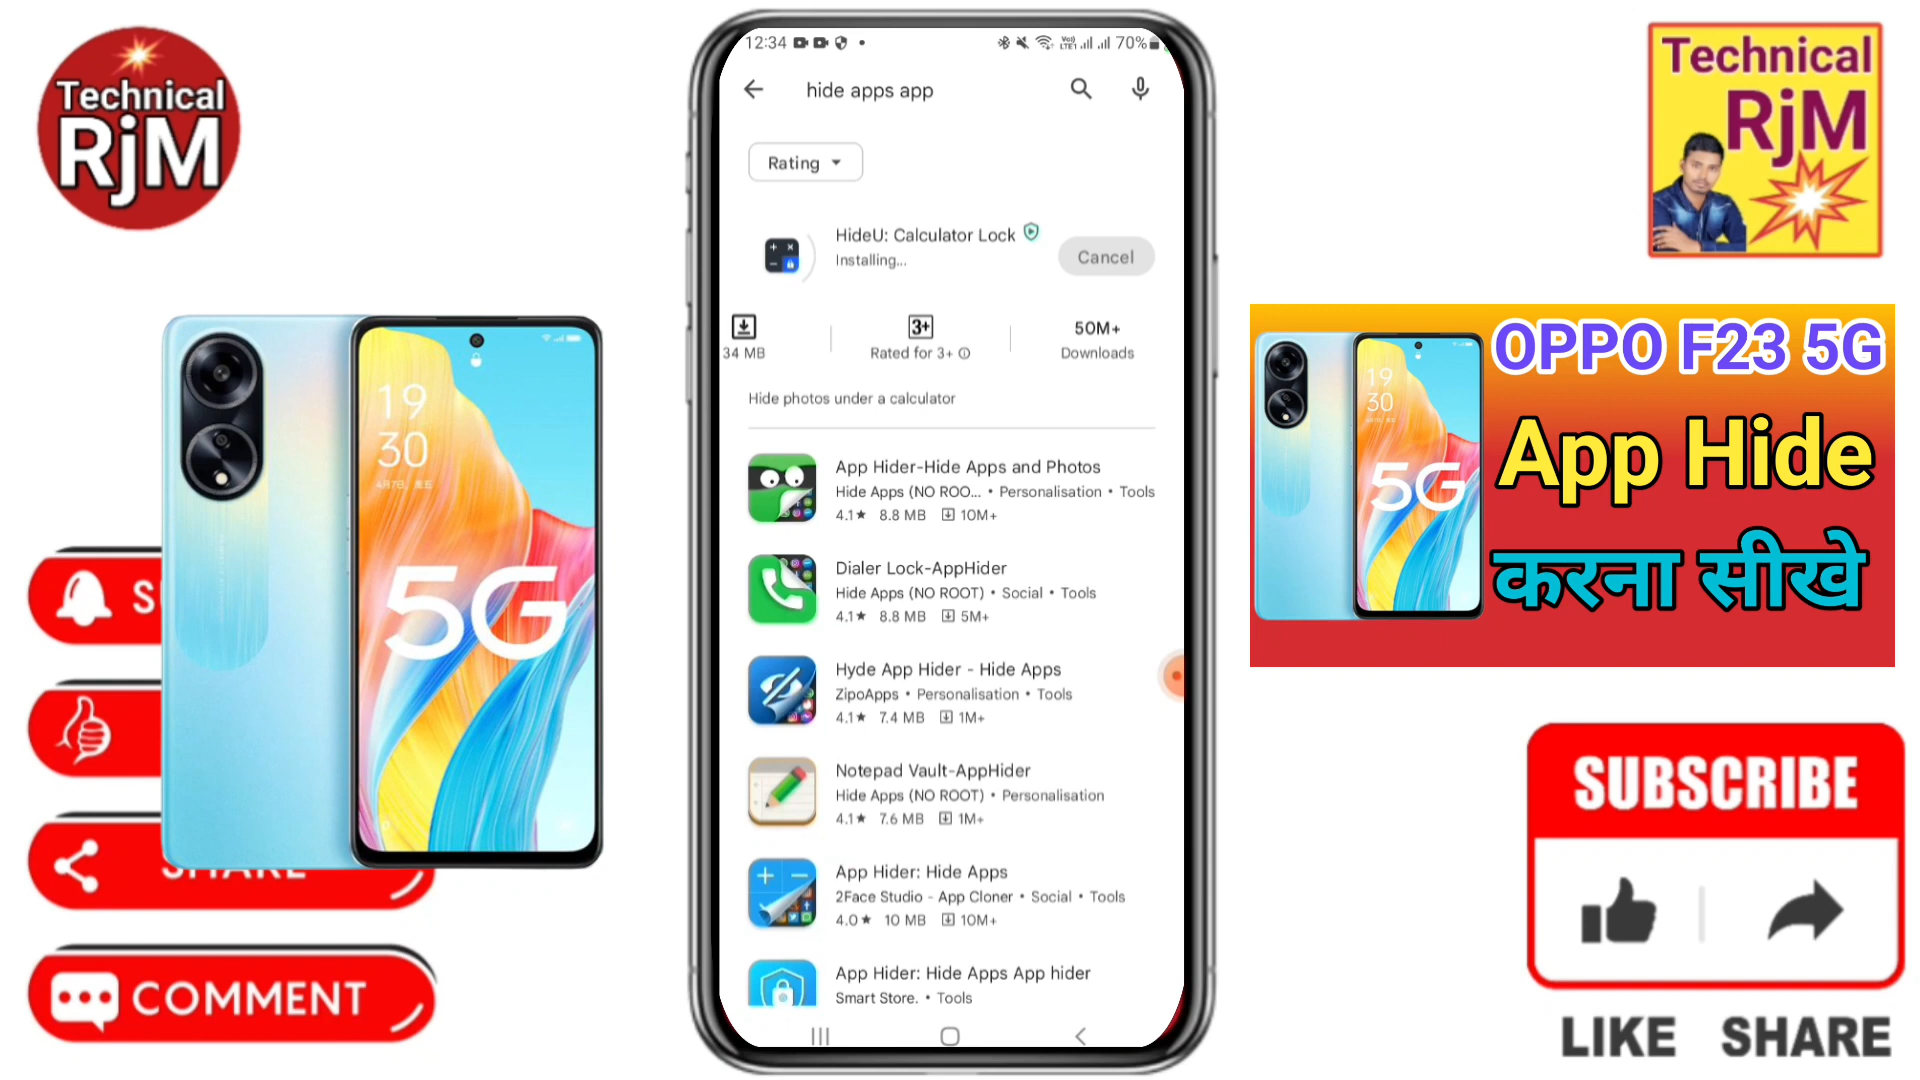 Technical
RjM
19
30
5G
S
SHARE
COMMENT
12:34
70%
hide apps app
Rating
HideU: Calculator Lock
Installing...
Cancel
34 MB
3+
Rated for 3+
50M+
Downloads
Hide photos under a calculator
App Hider-Hide Apps and Photos
Hide Apps (NO ROO... • Personalisation • Tools
4.1★ 8.8 MB 10M+
Dialer Lock-AppHider
Hide Apps (NO ROOT) • Social • Tools
4.1★ 8.8 MB 5M+
Hyde App Hider - Hide Apps
ZipoApps • Personalisation • Tools
4.1★ 7.4 MB 1M+
Notepad Vault-AppHider
Hide Apps (NO ROOT) • Personalisation
4.1★ 7.6 MB 1M+
App Hider: Hide Apps
2Face Studio - App Cloner • Social • Tools
4.0★ 10 MB 10M+
App Hider: Hide Apps App hider
Smart Store. • Tools
Technical
RjM
OPPO F23 5G
App Hide
करना सीखे
19
30
5G
SUBSCRIBE
LIKE SHARE